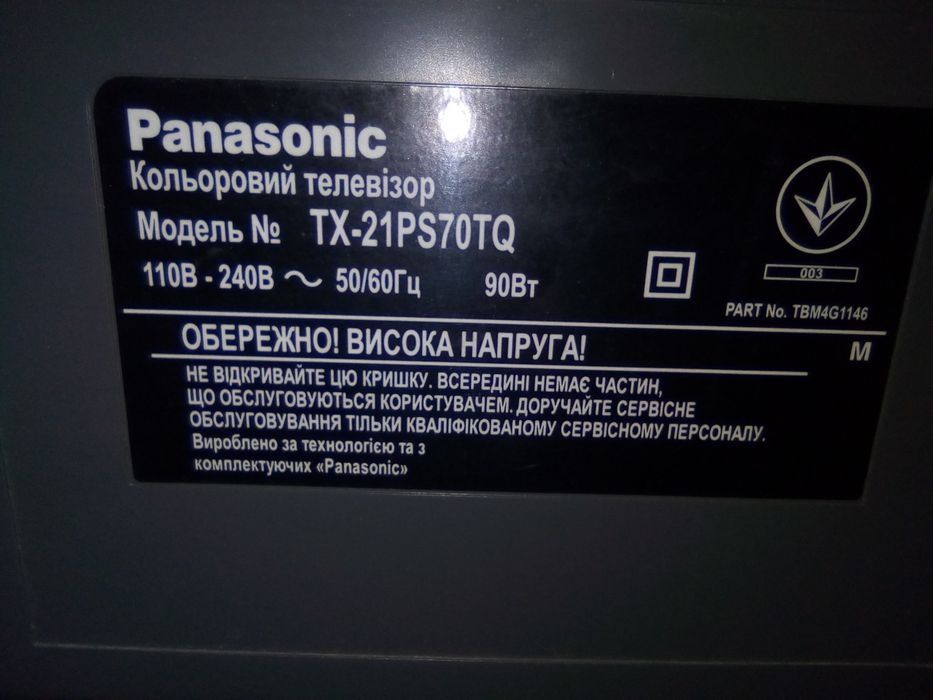 Panasonic
Кольоровий телевізор
Модель № TX-21PS70TQ
110В - 240В ~ 50/60Гц 90Вт
003
PART No. TBM4G1146
ОБЕРЕЖНО! ВИСОКА НАПРУГА!
M
НЕ ВІДКРИВАЙТЕ ЦЮ КРИШКУ. ВСЕРЕДИНІ НЕМАЄ ЧАСТИН,
ЩО ОБСЛУГОВУЮТЬСЯ КОРИСТУВАЧЕМ. ДОРУЧАЙТЕ СЕРВІСНЕ
ОБСЛУГОВУВАННЯ ТІЛЬКИ КВАЛІФІКОВАНОМУ СЕРВІСНОМУ ПЕРСОНАЛУ.
Вироблено за технологією та з
комплектуючих «Panasonic»